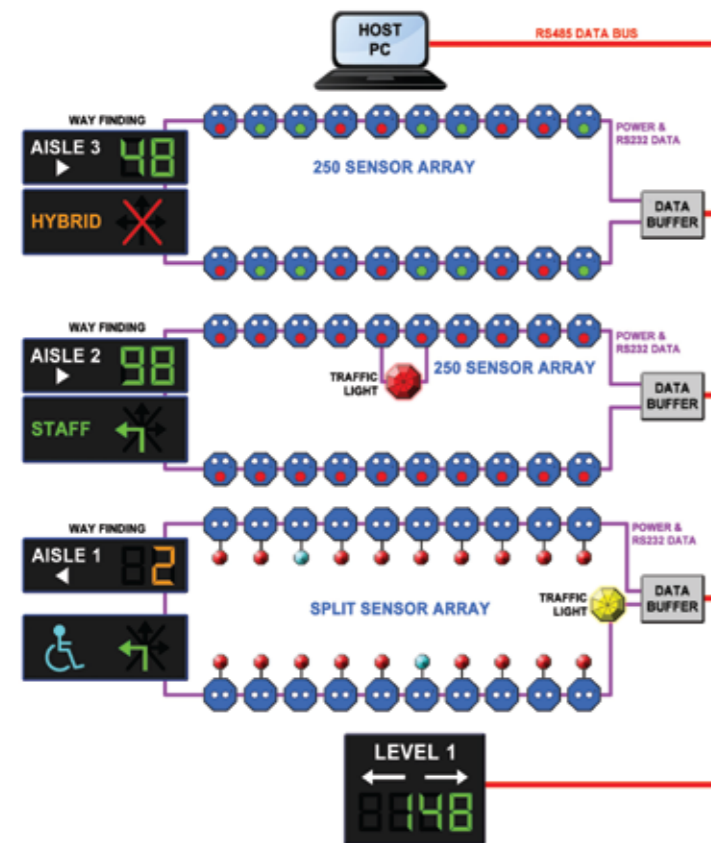 HOST
PC
RS485 DATA BUS
WAY FINDING
AISLE 3
48
HYBRID
250 SENSOR ARRAY
POWER &
RS232 DATA
DATA
BUFFER
WAY FINDING
AISLE 2
98
STAFF
TRAFFIC
LIGHT
250 SENSOR ARRAY
POWER &
RS232 DATA
DATA
BUFFER
WAY FINDING
AISLE 1
2
SPLIT SENSOR ARRAY
POWER &
RS232 DATA
TRAFFIC
LIGHT
DATA
BUFFER
LEVEL 1
148